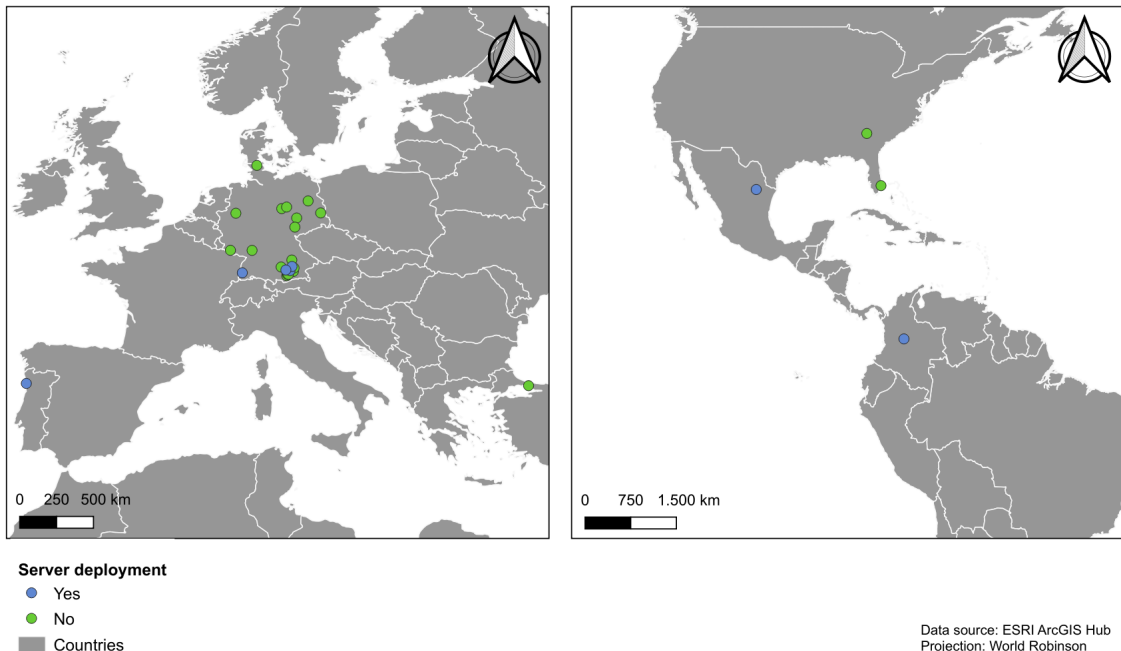 0 250 500 km
0 750 1.500 km
Server deployment
Yes
No
Countries
Data source: ESRI ArcGIS Hub
Projection: World Robinson